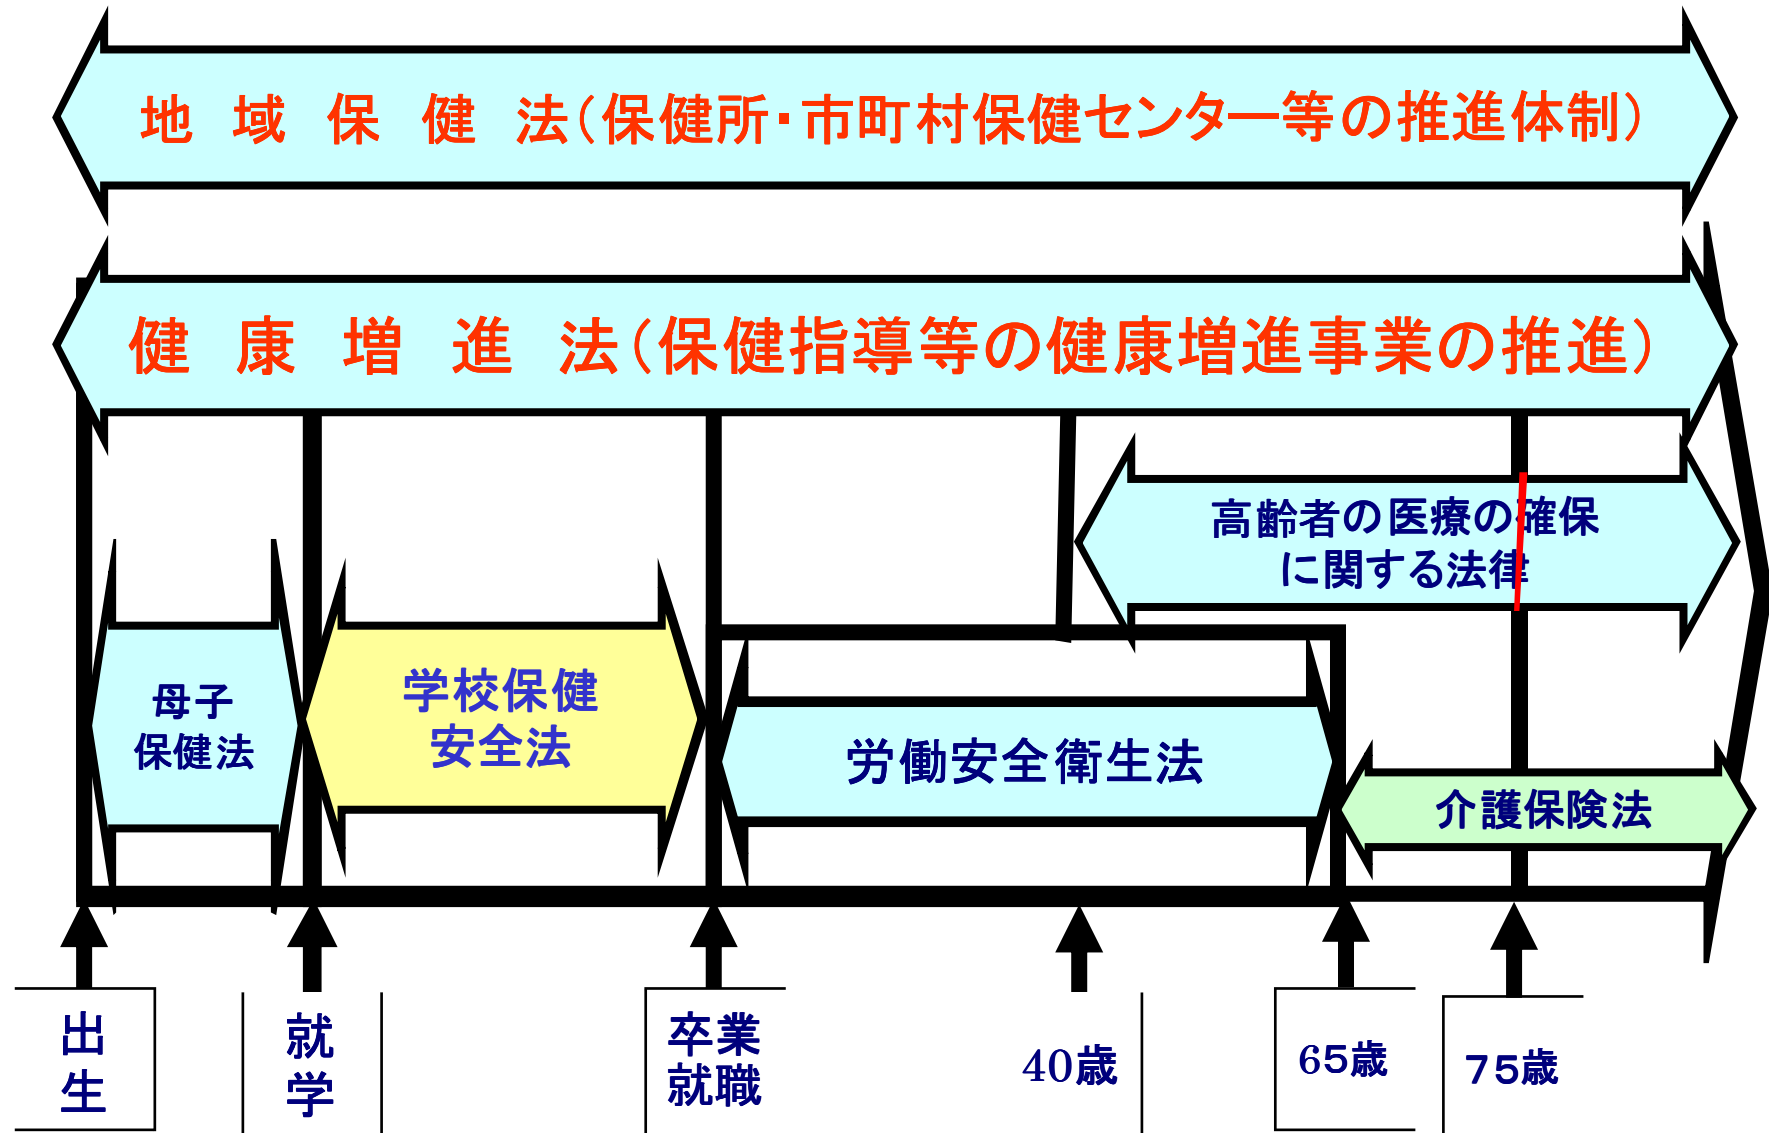 地 域 保 健 法（保健所・市町村保健センター等の推進体制）
健 康 増 進 法（保健指導等の健康増進事業の推進）
高齢者の医療の確保
に関する法律
母子
保健法
学校保健
安全法
労働安全衛生法
介護保険法
出
生
就
学
卒業
就職
40歳
65歳
７５歳